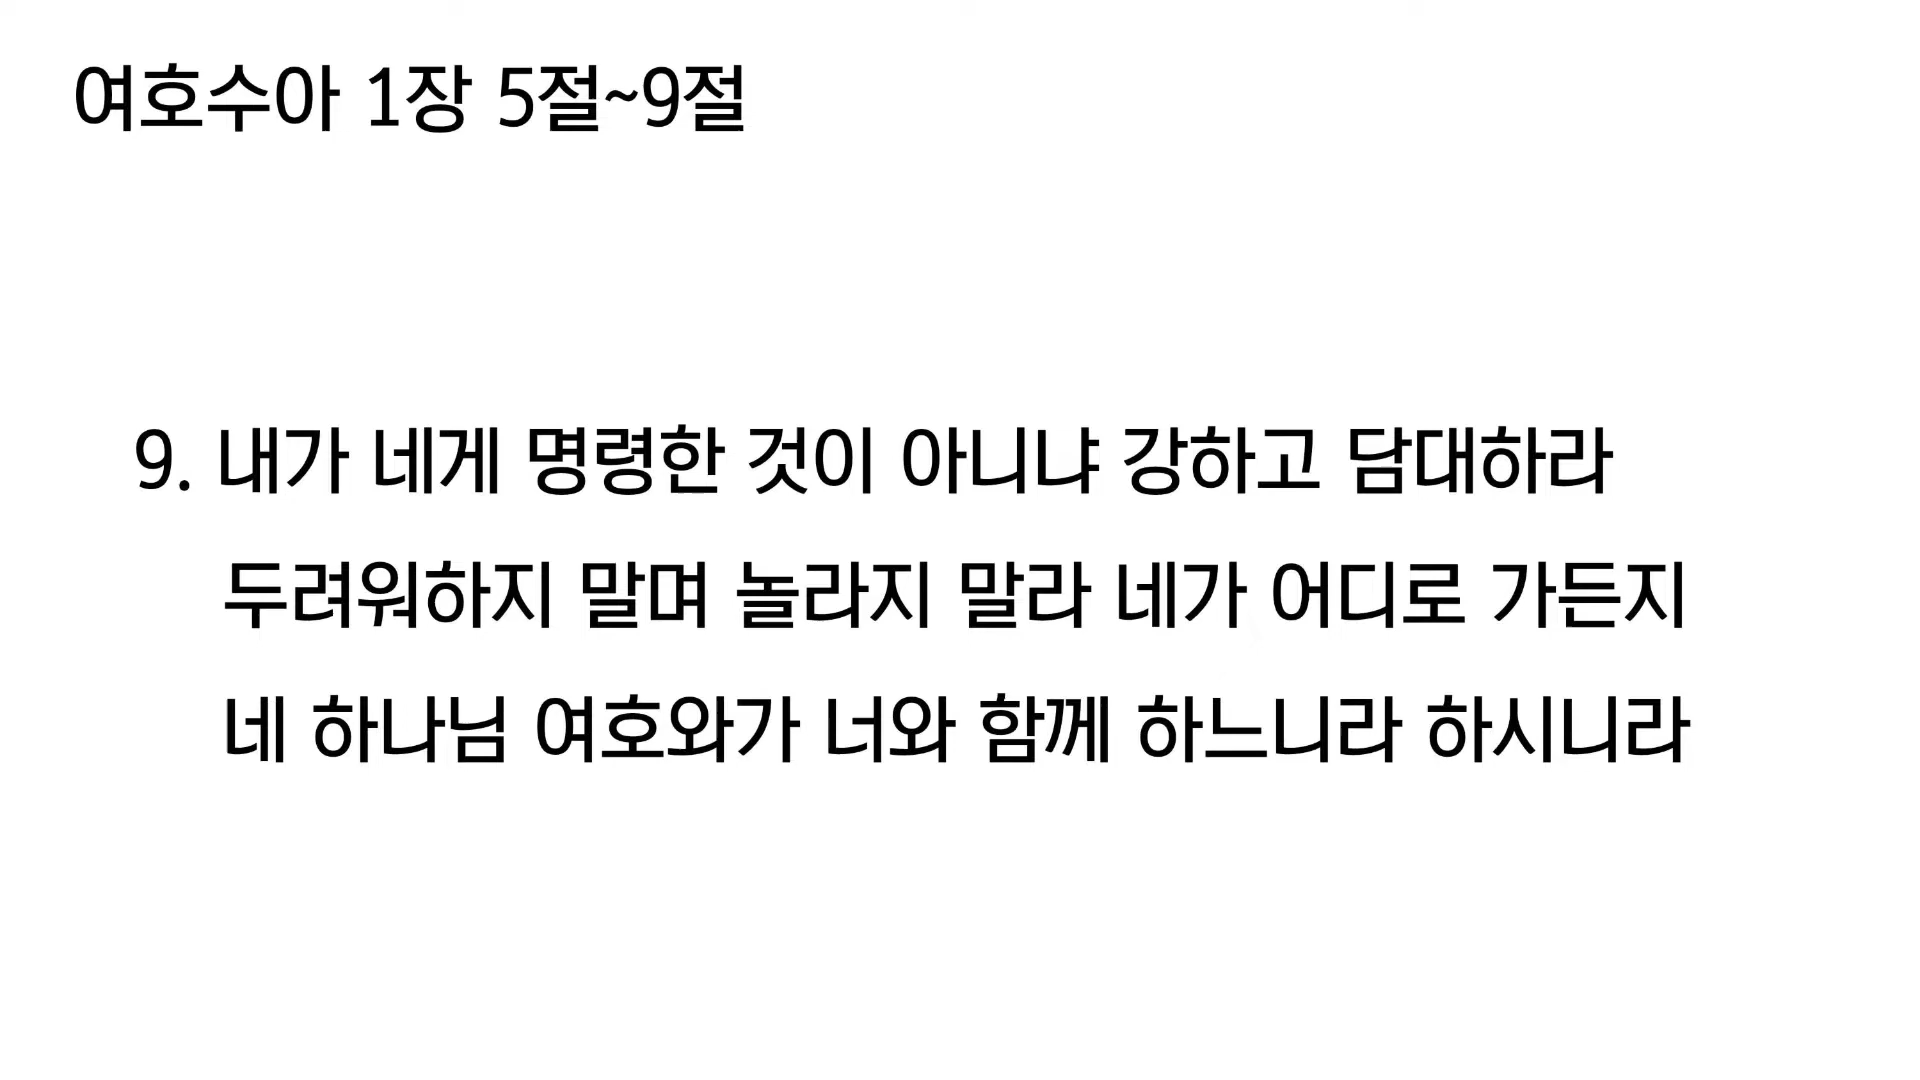 여호수아 1장 5절~9절
9. 내가 네게 명령한 것이 아니냐 강하고 담대하라
두려워하지 말며 놀라지 말라 네가 어디로 가든지
네 하나님 여호와가 너와 함께 하느니라 하시니라